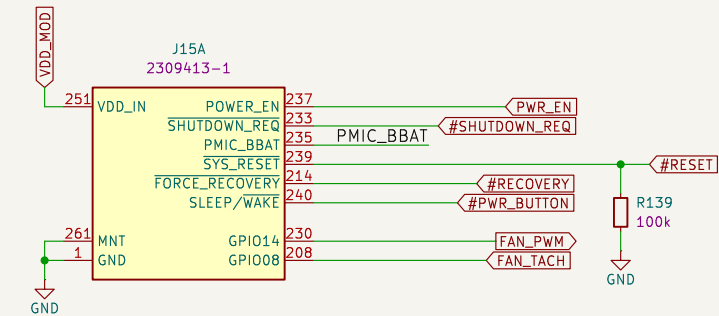 VDD_MOD
J15A
2309413-1
251 VDD_IN POWER_EN 237 PWR_EN
SHUTDOWN_REQ 233 #SHUTDOWN_REQ
PMIC_BBAT 235 PMIC_BBAT
SYS_RESET 239 #RESET
FORCE_RECOVERY 214 #RECOVERY
SLEEP/WAKE 240 #PWR_BUTTON
R139
100k
261 MNT GPIO14 230 FAN_PWM
1 GND GPIO08 208 FAN_TACH
GND
GND